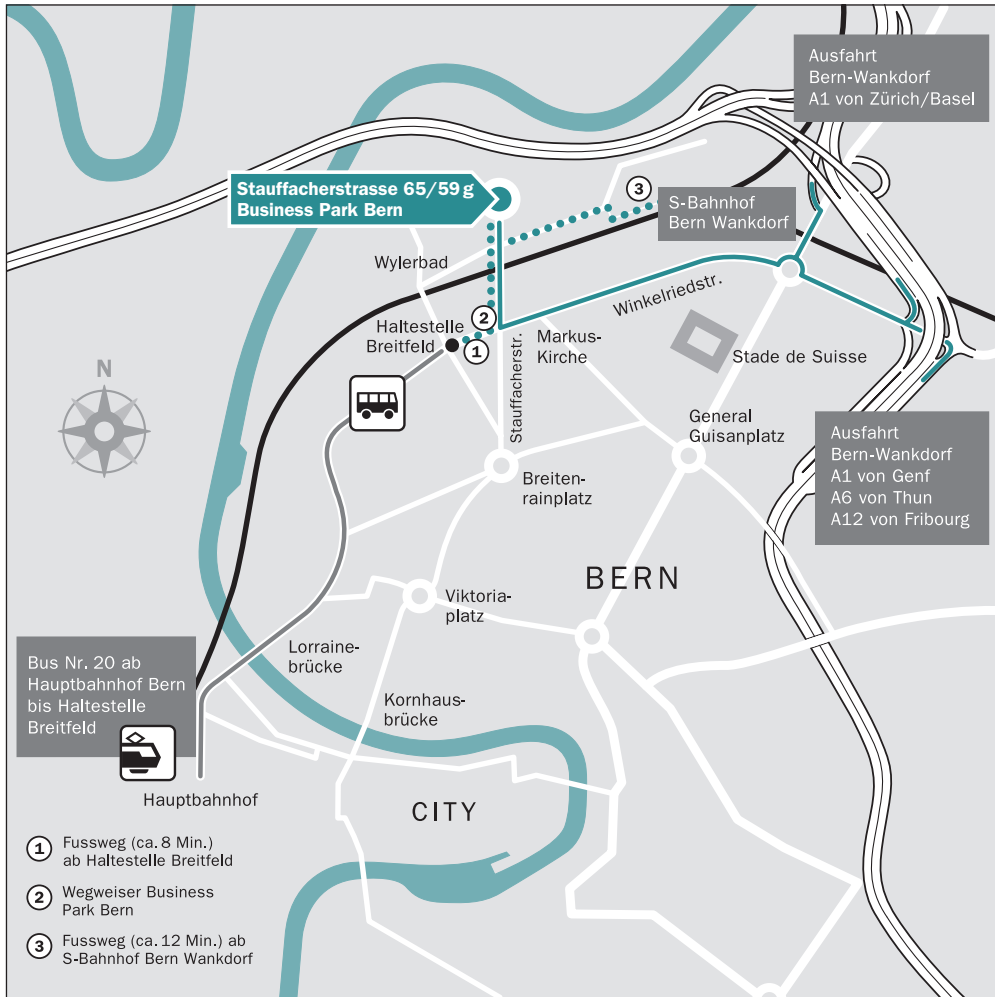 Ausfahrt
Bern-Wankdorf
A1 von Zürich/Basel
Stauffacherstrasse 65/59 g
Business Park Bern
3
S-Bahnhof
Bern Wankdorf
Wylerbad
Winkelriedstr.
2
Haltestelle
Breitfeld
1
Markus-
Kirche
Stade de Suisse
Stauffacherstr.
N
General
Guisanplatz
Ausfahrt
Bern-Wankdorf
A1 von Genf
A6 von Thun
A12 von Fribourg
Breiten-
rainplatz
BERN
Viktoria-
platz
Lorraine-
brücke
Bus Nr. 20 ab
Hauptbahnhof Bern
bis Haltestelle
Breitfeld
Kornhaus-
brücke
Hauptbahnhof
CITY
1 Fussweg (ca. 8 Min.)
ab Haltestelle Breitfeld
2 Wegweiser Business
Park Bern
3 Fussweg (ca. 12 Min.) ab
S-Bahnhof Bern Wankdorf